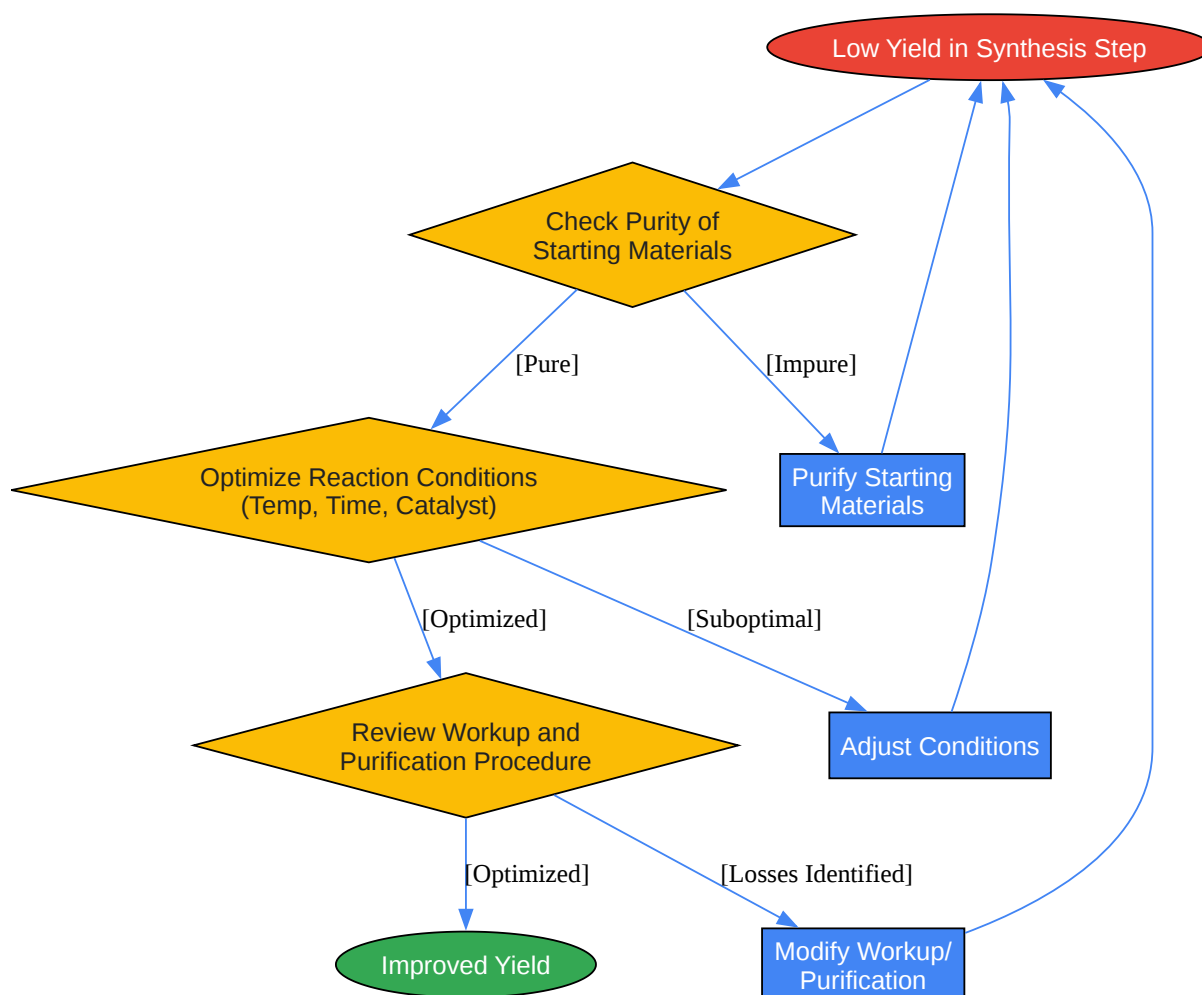 Low Yield in Synthesis Step
Check Purity of
Starting Materials
[Pure]
[Impure]
Optimize Reaction Conditions
(Temp, Time, Catalyst)
Purify Starting
Materials
[Optimized]
[Suboptimal]
Review Workup and
Purification Procedure
Adjust Conditions
[Optimized]
[Losses Identified]
Improved Yield
Modify Workup/
Purification